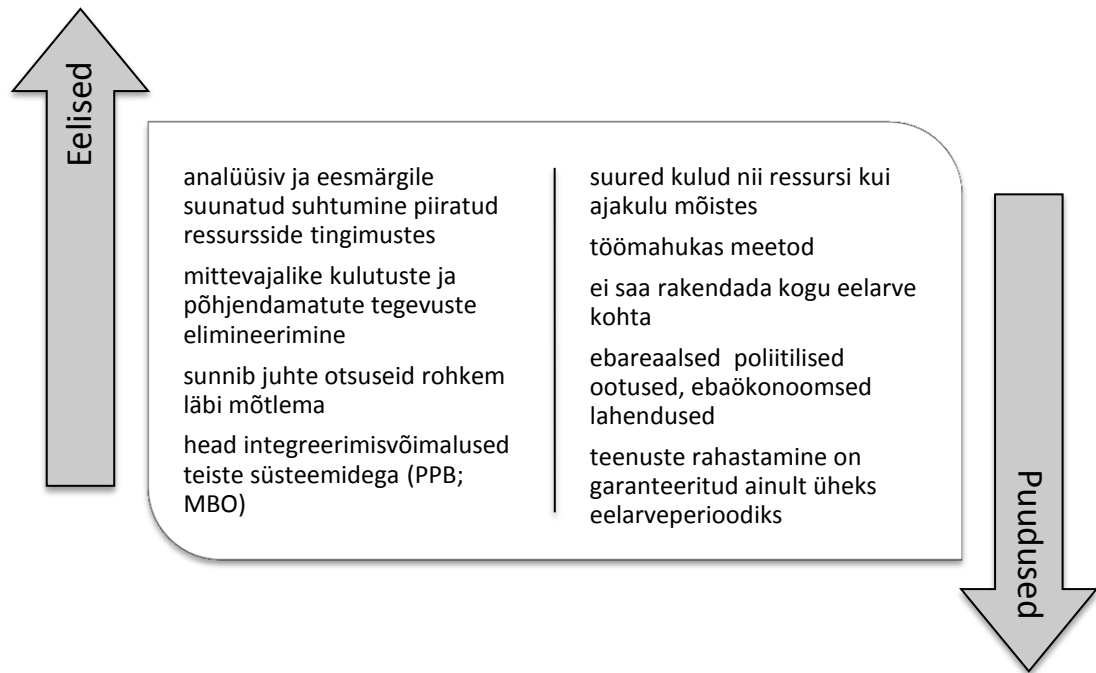 Eelised
analüüsiv ja eesmärgile
suunatud suhtumine piiratud
ressursside tingimustes
mittevajalike kulutuste ja
põhjendamatute tegevuste
elimineerimine
sunnib juhte otsuseid rohkem
läbi mõtlema
head integreerimisvõimalused
teiste süsteemidega (PPB;
MBO)
suured kulud nii ressursi kui
ajakulu mõistes
töömahukas meetod
ei saa rakendada kogu eelarve
kohta
ebareaalsed poliitilised
ootused, ebaökonoomsed
lahendused
teenuste rahastamine on
garanteeritud ainult üheks
eelarveperioodiks
Puudused